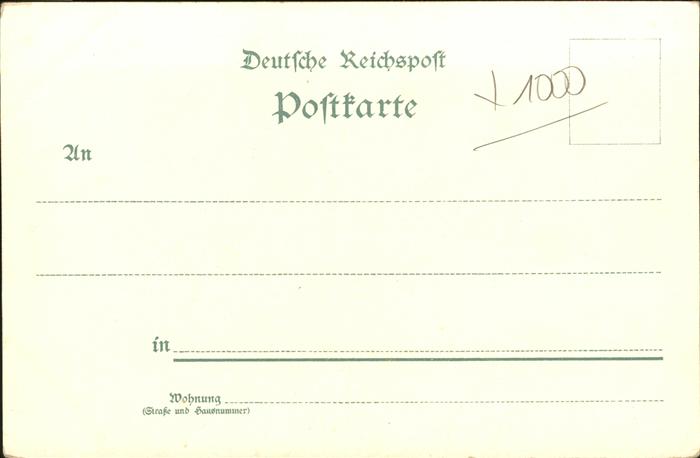 Deutsche Reichspost
+ 1000
Postkarte
An
in
Wohnung
(Straße und Hausnummer)